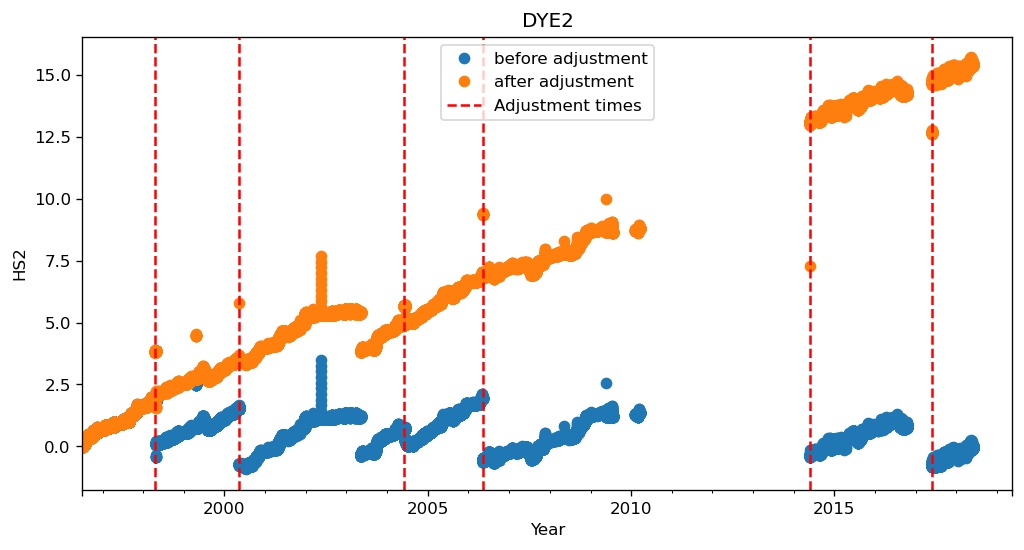 DYE2
before adjustment
after adjustment
Adjustment times
HS2
15.0
12.5
10.0
7.5
5.0
2.5
0.0
2000
2005
2010
2015
Year